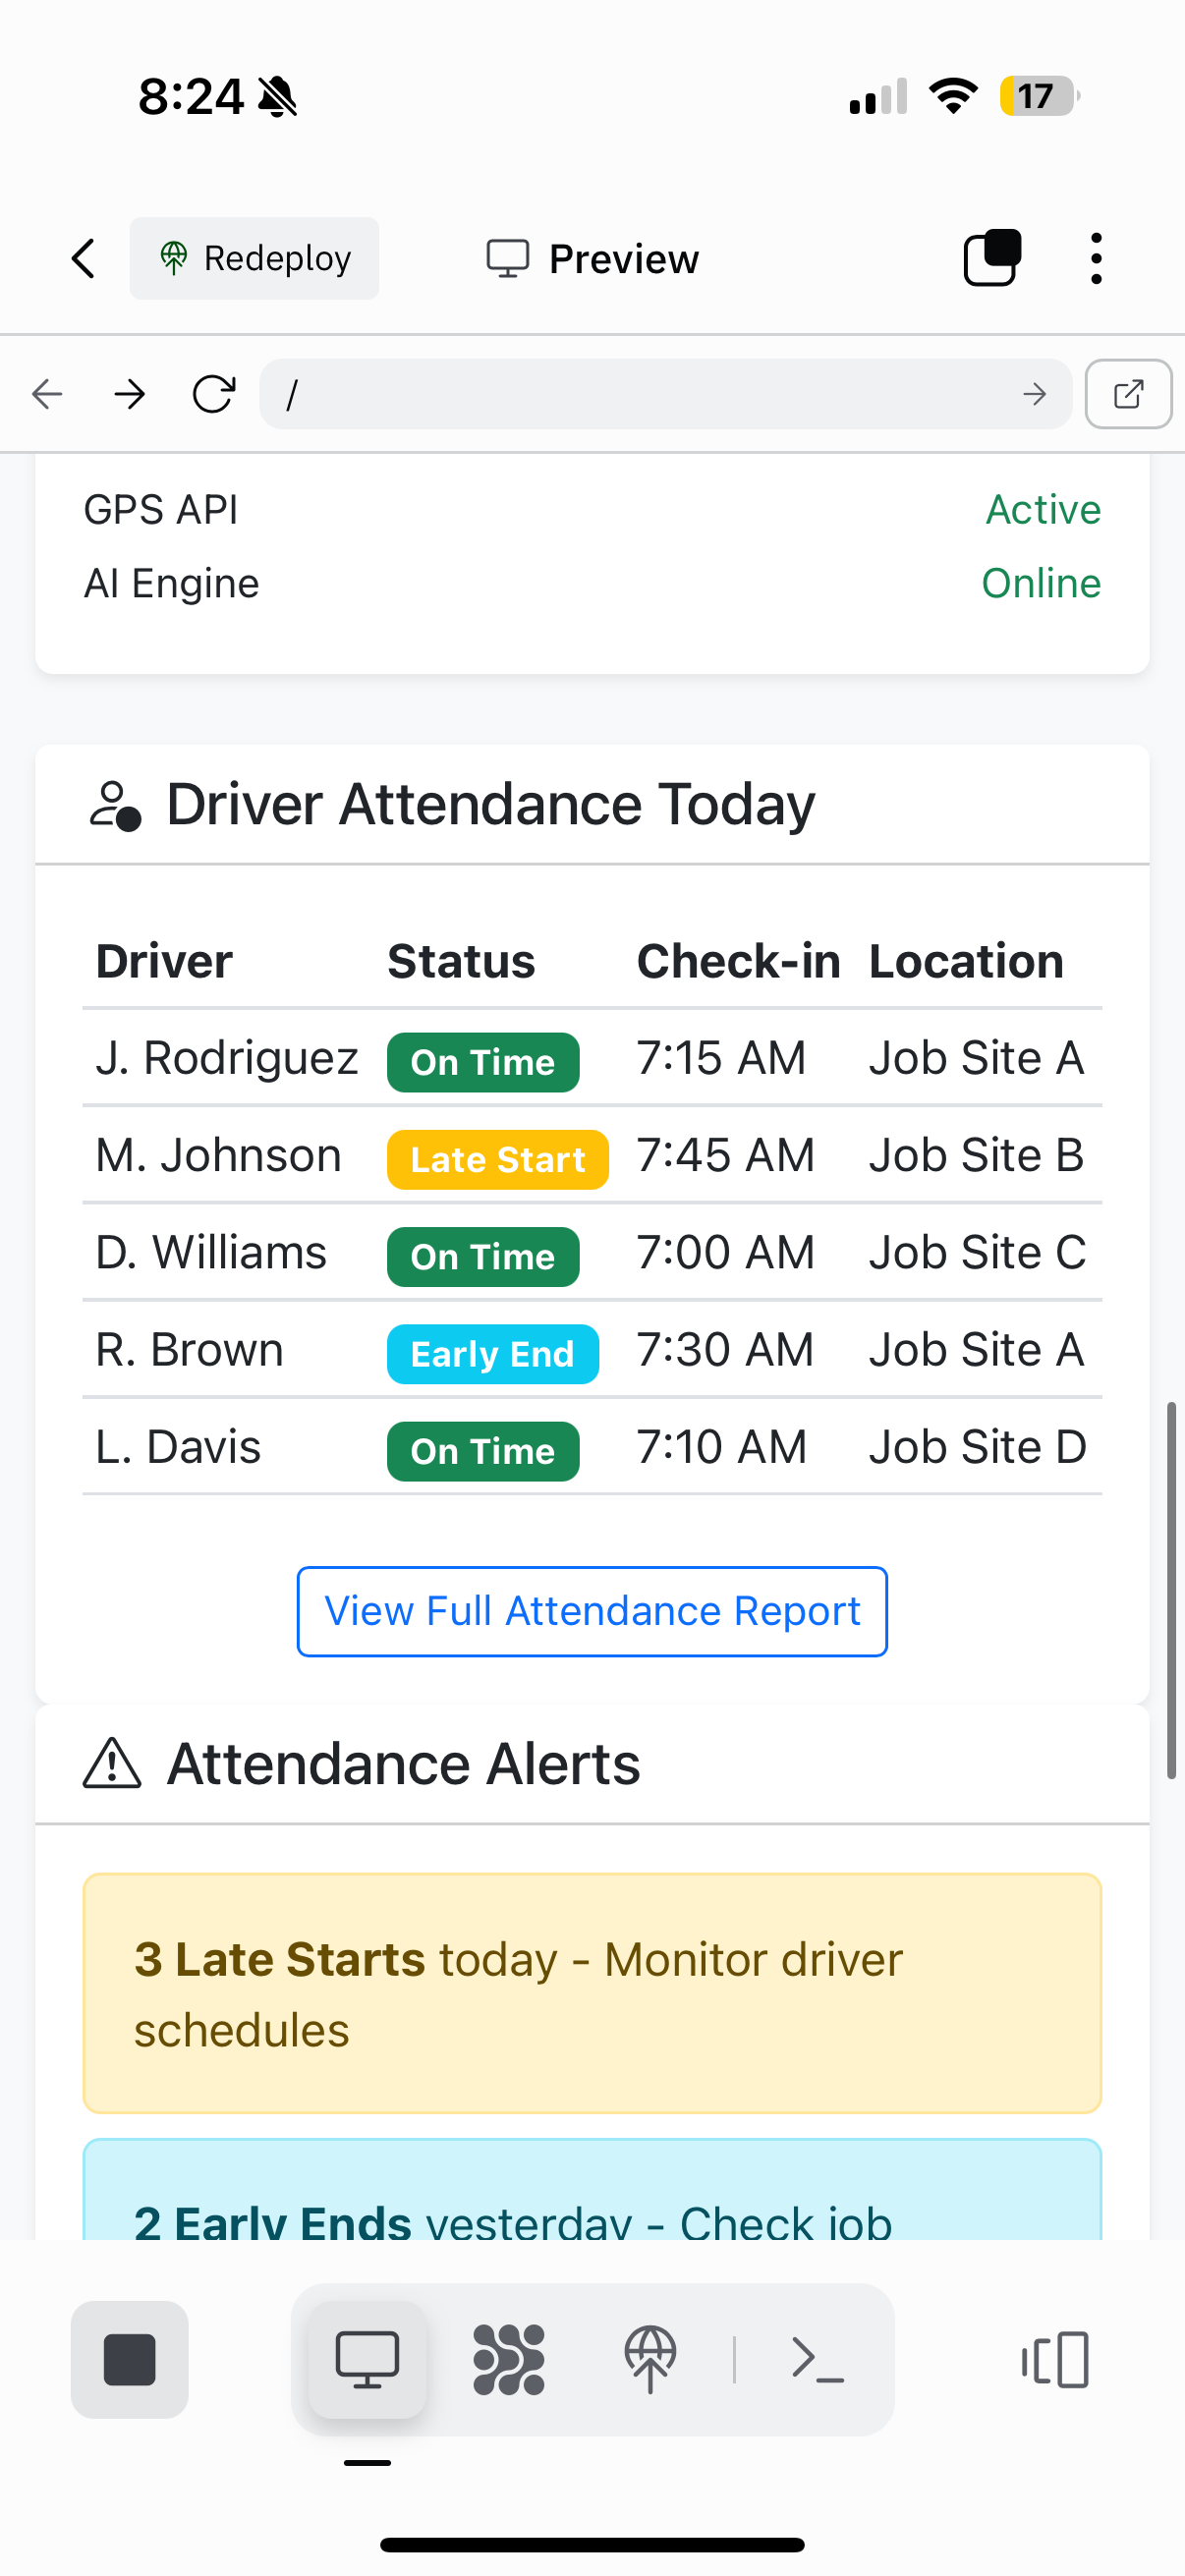 8:24
17
Redeploy
Preview
/
GPS API Active
AI Engine Online
Driver Attendance Today
Driver Status Check-in Location
J. Rodriguez On Time 7:15 AM Job Site A
M. Johnson Late Start 7:45 AM Job Site B
D. Williams On Time 7:00 AM Job Site C
R. Brown Early End 7:30 AM Job Site A
L. Davis On Time 7:10 AM Job Site D
View Full Attendance Report
Attendance Alerts
3 Late Starts today - Monitor driver
schedules
2 Early Ends yesterday - Check job